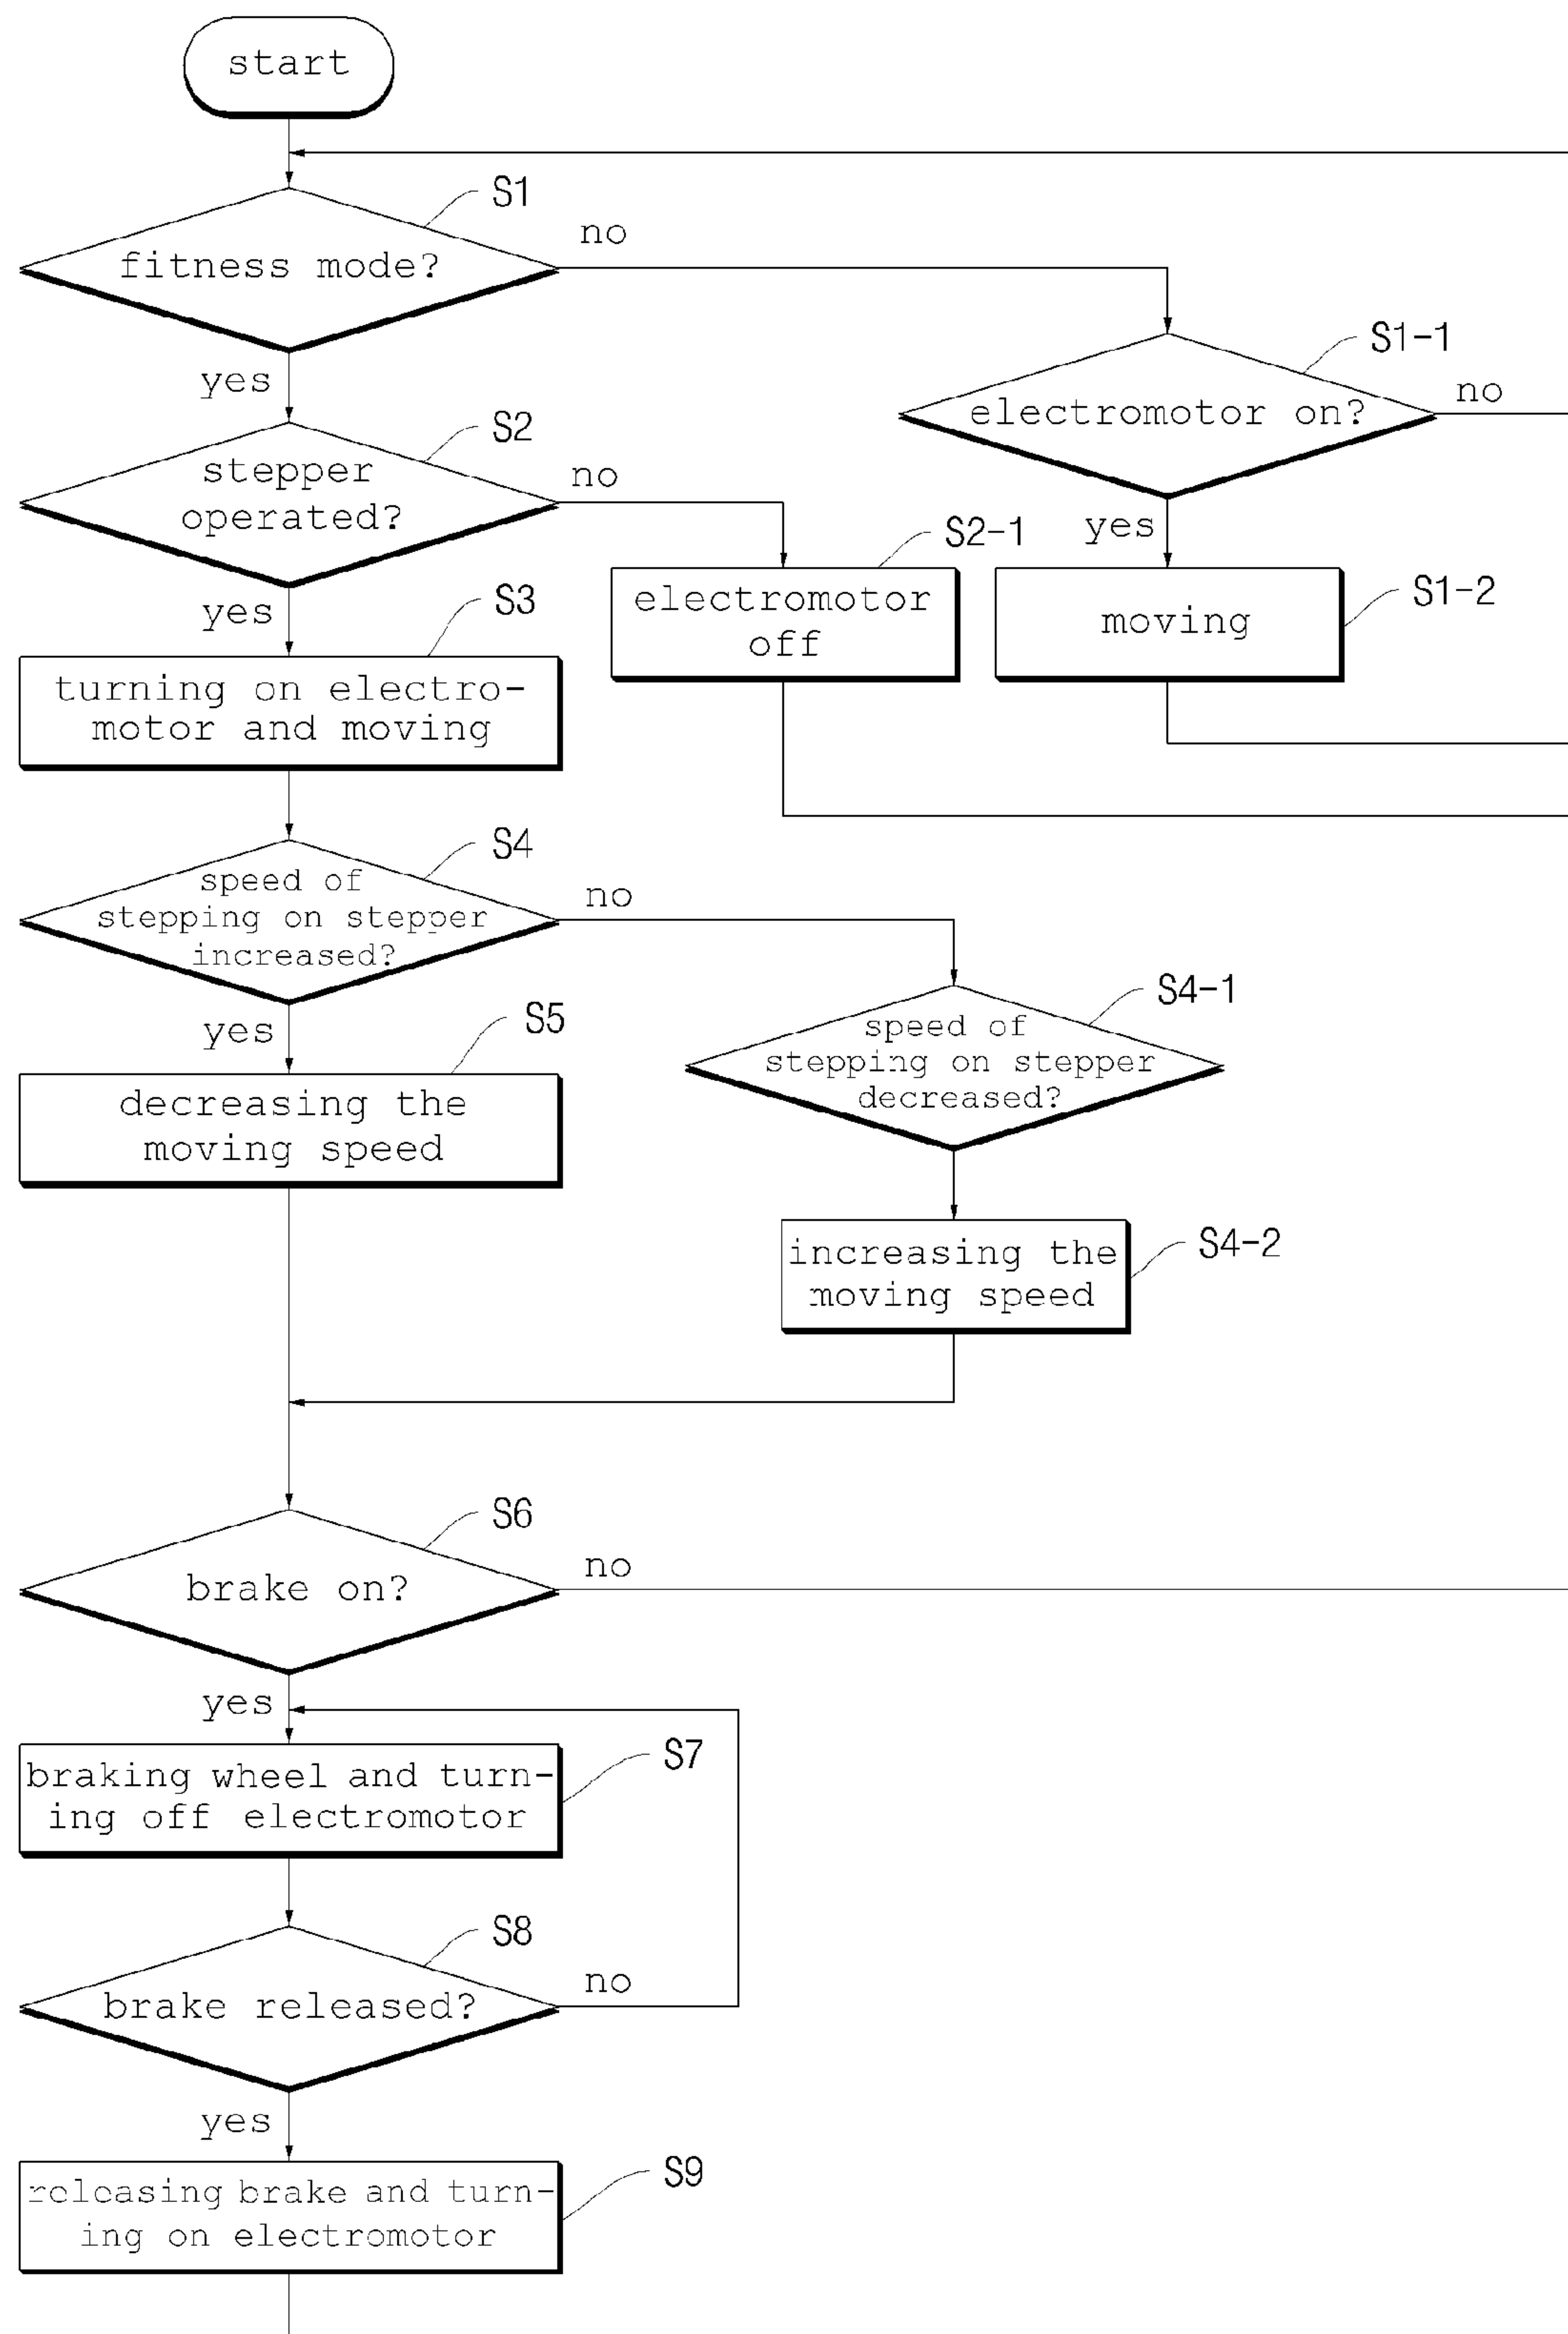 start
S1
no
fitness mode?
S1-1
electromotor on?
no
yes
S2
stepper
operated?
no
yes
S2-1
electromotor
off
yes
S1-2
moving
S3
turning on electro-
motor and moving
S4
speed of
stepping on stepper
increased?
no
yes
S4-1
speed of
stepping on stepper
decreased?
S5
decreasing the
moving speed
S4-2
increasing the
moving speed
S6
brake on?
no
yes
S7
braking wheel and turn-
ing off electromotor
S8
brake released?
no
yes
S9
releasing brake and turn-
ing on electromotor